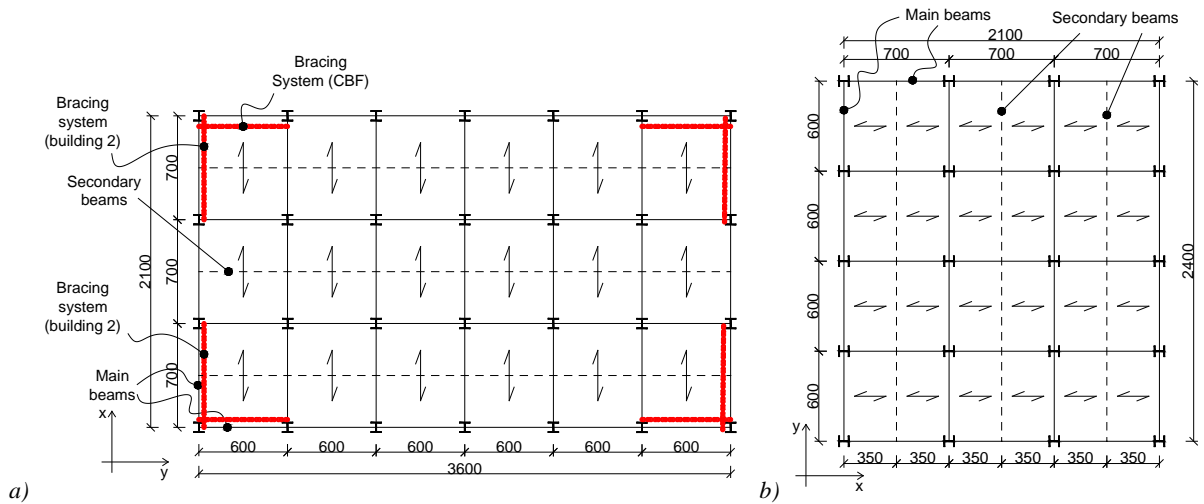 Bracing
System (CBF)
Bracing
system
(building 2)
Secondary
beams
Bracing
system
(building 2)
Main
beams
2100
700
700
700
x
y
600
600
600
600
600
600
3600
a)
Main beams
Secondary beams
2100
700
700
700
600
600
600
600
2400
y
x
350
350
350
350
350
350
b)